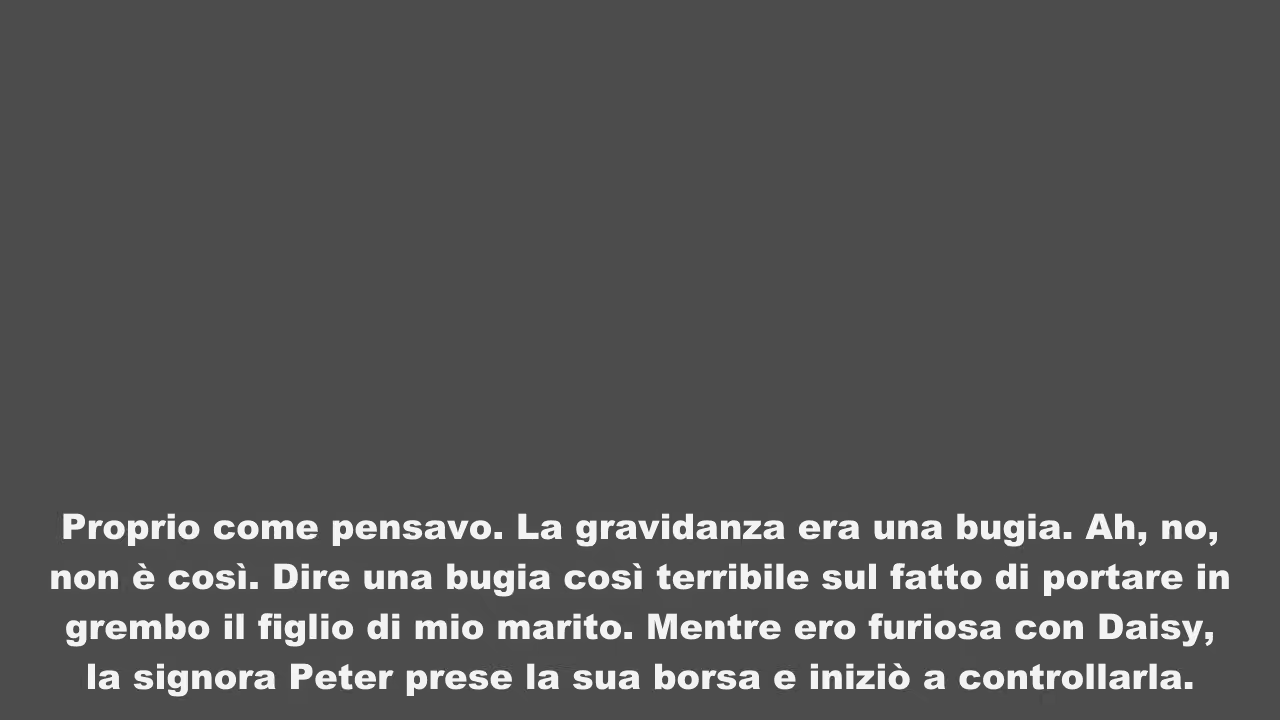 Proprio come pensavo. La gravidanza era una bugia. Ah, no,
non è così. Dire una bugia così terribile sul fatto di portare in
grembo il figlio di mio marito. Mentre ero furiosa con Daisy,
la signora Peter prese la sua borsa e iniziò a controllarla.